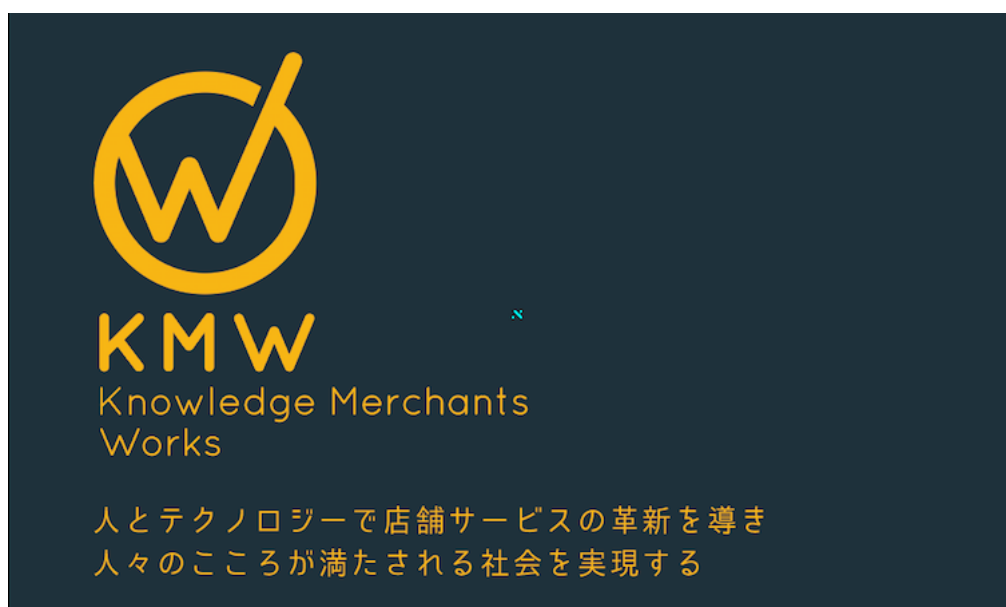 KMW
Knowledge Merchants
Works
人とテクノロジーで店舗サービスの革新を導き
人々のこころが満たされる社会を実現する